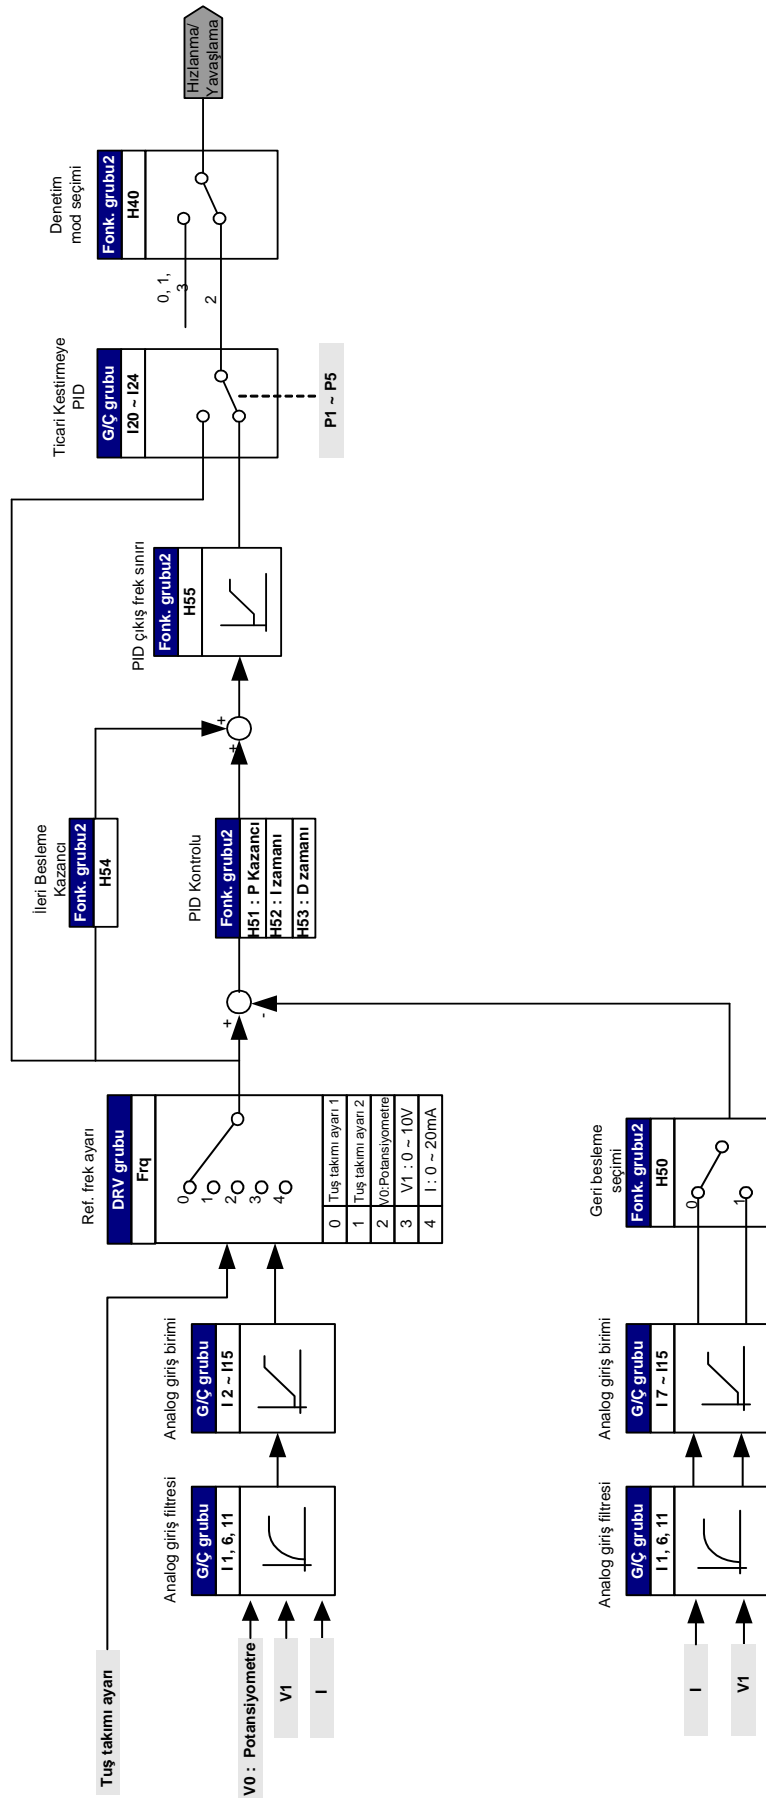 Tuş takımı ayarı
V0 : Potansiyometre
V1
I
Analog giriş filtresi
G/Ç grubu
I 1, 6, 11
Analog giriş birimi
G/Ç grubu
I 2 ~ I15
Ref. frek ayarı
DRV grubu
Frq
0
1
2
3
4
0 Tuş takımı ayarı 1
1 Tuş takımı ayarı 2
2 V0:Potansiyometre
3 V1 : 0 ~ 10V
4 I : 0 ~ 20mA
+
-
İleri Besleme
Kazancı
Fonk. grubu2
H54
PID Kontrolu
Fonk. grubu2
H51 : P Kazancı
H52 : I zamanı
H53 : D zamanı
+
+
PID çıkış frek sınırı
Fonk. grubu2
H55
Ticari Kestirmeye
PID
G/Ç grubu
I20 ~ I24
P1 ~ P5
0, 1,
3
2
Denetim
mod seçimi
Fonk. grubu2
H40
Hızlanma/
Yavaşlama
I
V1
Analog giriş filtresi
G/Ç grubu
I 1, 6, 11
Analog giriş birimi
G/Ç grubu
I 7 ~ I15
Geri besleme
seçimi
Fonk. grubu2
H50
0
1